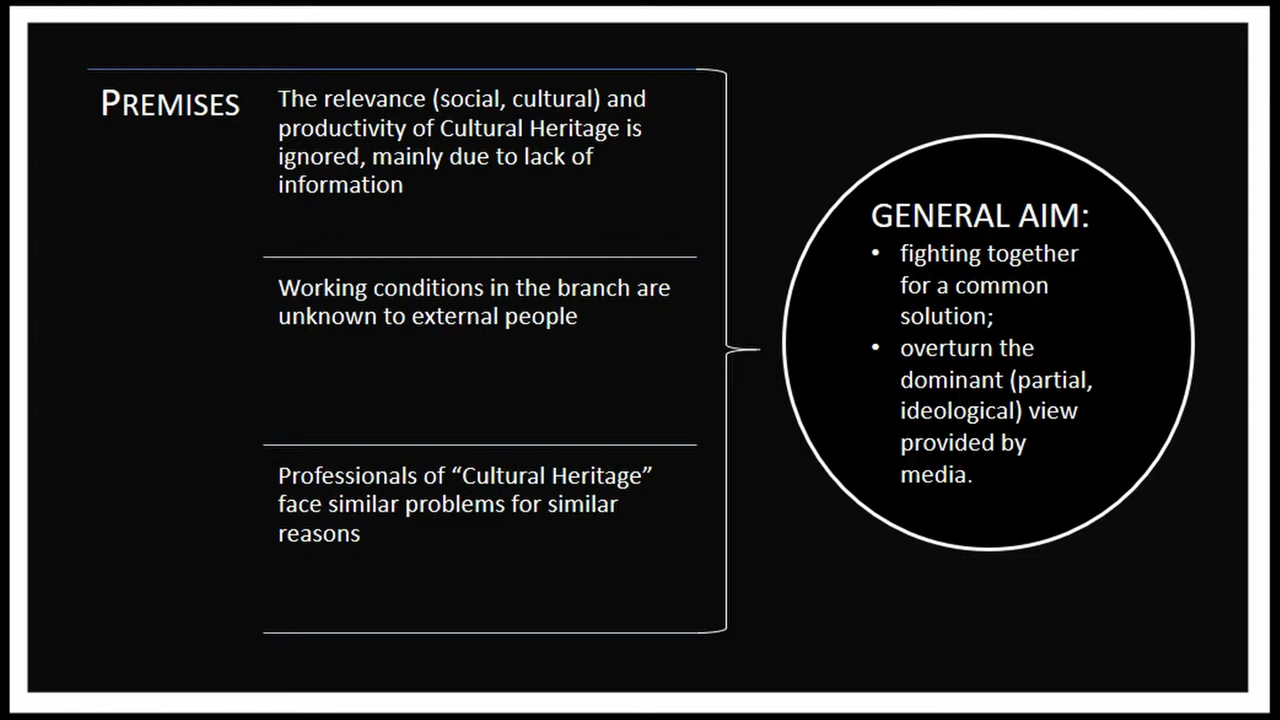 PREMISES
The relevance (social, cultural) and
productivity of Cultural Heritage is
ignored, mainly due to lack of
information
Working conditions in the branch are
unknown to external people
Professionals of “Cultural Heritage”
face similar problems for similar
reasons
GENERAL AIM:
• fighting together
for a common
solution;
• overturn the
dominant (partial,
ideological) view
provided by
media.